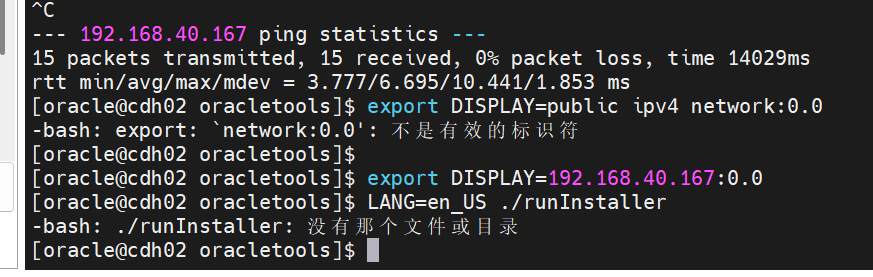 ^C
--- 192.168.40.167 ping statistics ---
15 packets transmitted, 15 received, 0% packet loss, time 14029ms
rtt min/avg/max/mdev = 3.777/6.695/10.441/1.853 ms
[oracle@cdh02 oracletools]$ export DISPLAY=public ipv4 network:0.0
-bash: export: `network:0.0': 不是有效的标识符
[oracle@cdh02 oracletools]$
[oracle@cdh02 oracletools]$ export DISPLAY=192.168.40.167:0.0
[oracle@cdh02 oracletools]$ LANG=en_US ./runInstaller
-bash: ./runInstaller: 没有那个文件或目录
[oracle@cdh02 oracletools]$